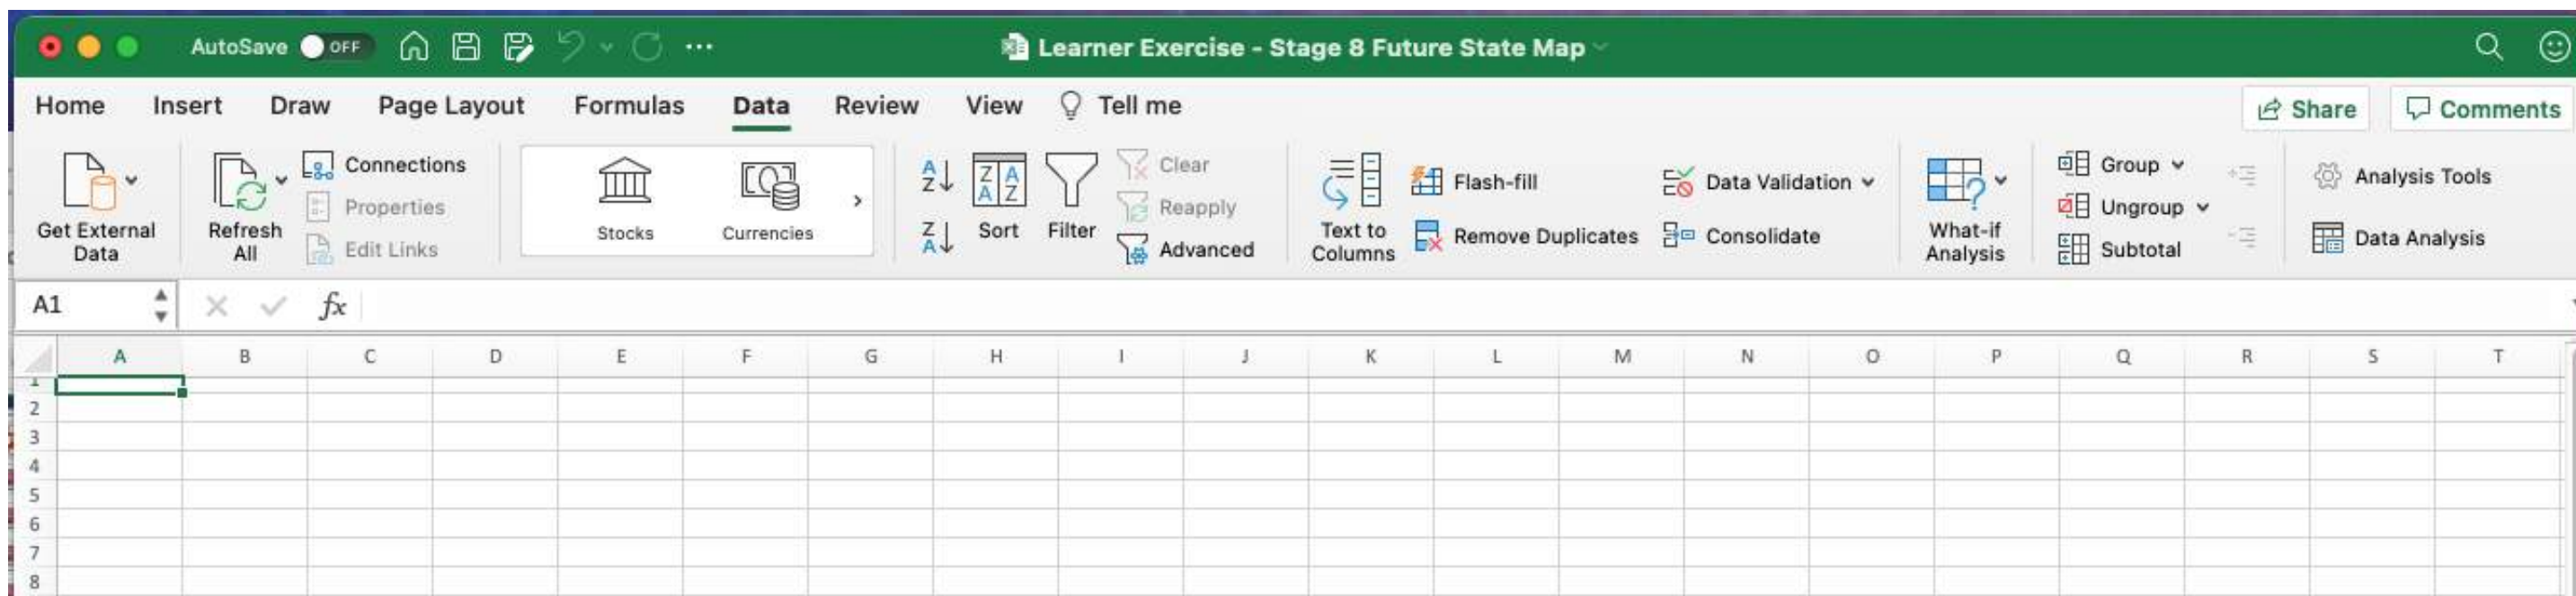 AutoSave OFF Learner Exercise - Stage 8 Future State Map
Home Insert Draw Page Layout Formulas Data Review View Tell me Share Comments
Get External Data
Refresh All
Connections
Properties
Edit Links
Stocks
Currencies
A Z
Z A
Z A A Z
Sort
Filter
Clear
Reapply
Advanced
Text to Columns
Flash-fill
Remove Duplicates
Data Validation
Consolidate
What-if Analysis
Group
Ungroup
Subtotal
Analysis Tools
Data Analysis
A1 fx
A B C D E F G H I J K L M N O P Q R S T
1
2
3
4
5
6
7
8